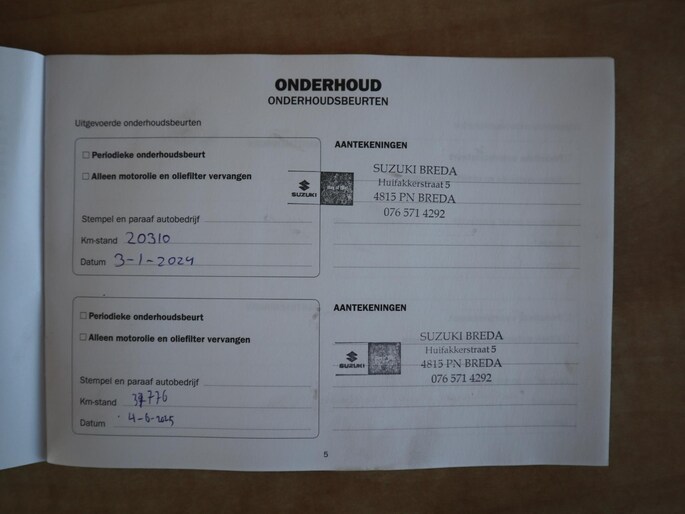 ONDERHOUD
ONDERHOUDSBEURTEN
Uitgevoerde onderhoudsbeurten
Periodieke onderhoudsbeurt
Alleen motorolie en oliefilter vervangen
Stempel en paraaf autobedrijf
Km-stand 20310
Datum 3-1-2024
AANTEKENINGEN
SUZUKI
SUZUKI BREDA
Huifakkerstraat 5
4815 PN BREDA
076 571 4292
Periodieke onderhoudsbeurt
Alleen motorolie en oliefilter vervangen
Stempel en paraaf autobedrijf
Km-stand
Datum 4-6-2025
AANTEKENINGEN
SUZUKI
SUZUKI BREDA
Huifakkerstraat 5
4815 PN BREDA
076 571 4292
5